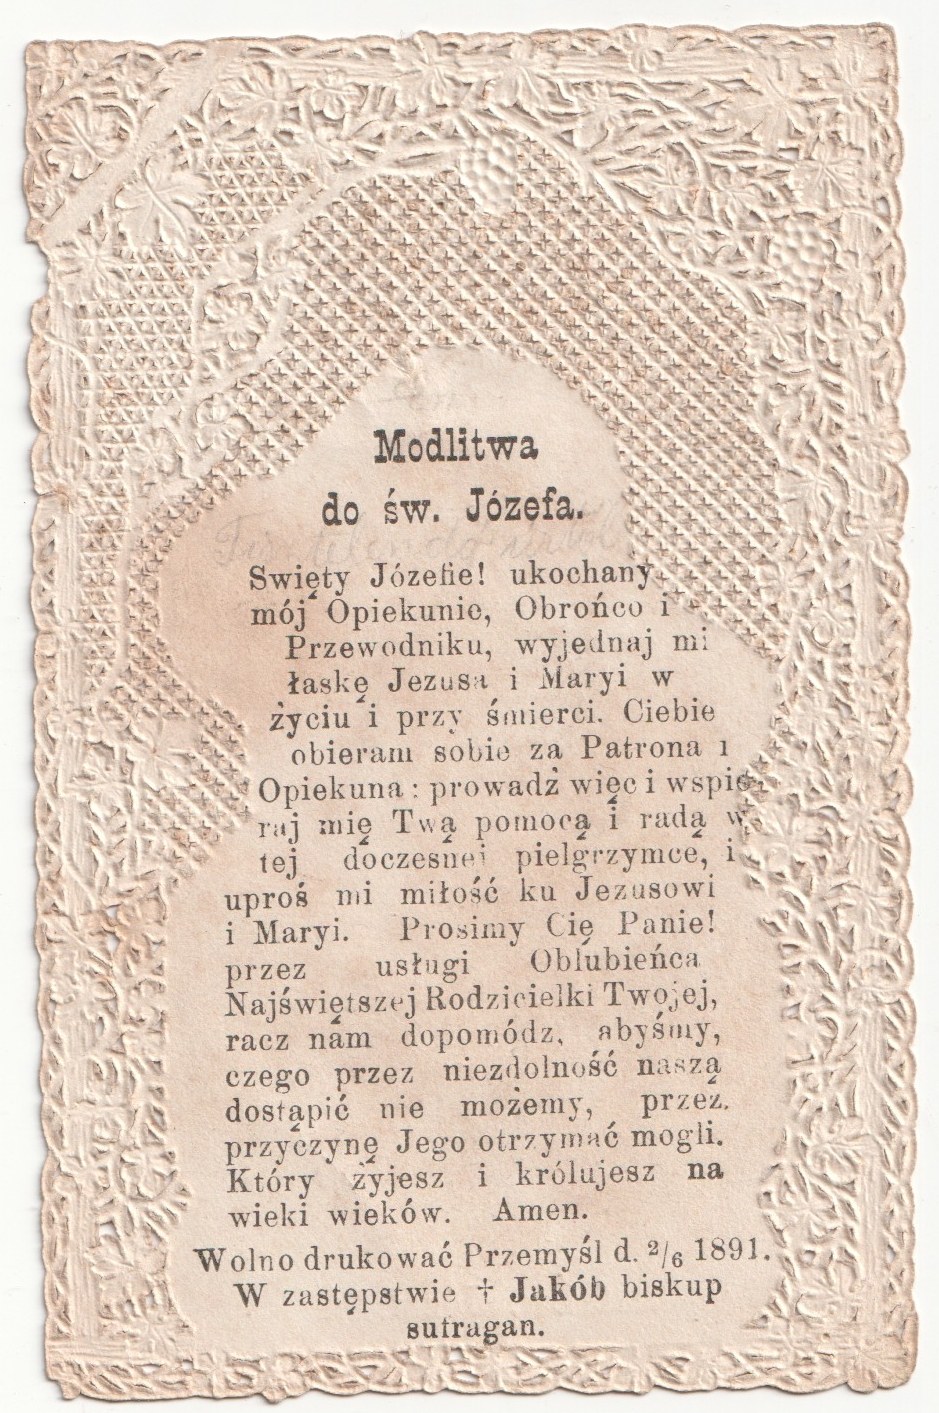 Modlitwa
do św. Józefa.
Swięty Józefie! ukochany
mój Opiekunie, Obrońco i
Przewodniku, wyjednaj mi
łaskę Jezusa i Maryi w
życiu i przy śmierci. Ciebie
obieram sobie za Patrona i
Opiekuna: prowadź więc i wspie-
raj mię Twą pomocą i radą w
tej doczesnej pielgrzymce, i
uproś mi miłość ku Jezusowi
i Maryi. Prosimy Cię Panie!
przez usługi Oblubieńca
Najświętszej Rodzicielki Twojej,
racz nam dopomódz, abyśmy,
czego przez niezdolność naszą
dostąpić nie możemy, przez
przyczynę Jego otrzymać mogli.
Który żyjesz i królujesz na
wieki wieków. Amen.
Wolno drukować Przemyśl d. 2/6 1891.
W zastępstwie † Jakób biskup
sufragan.